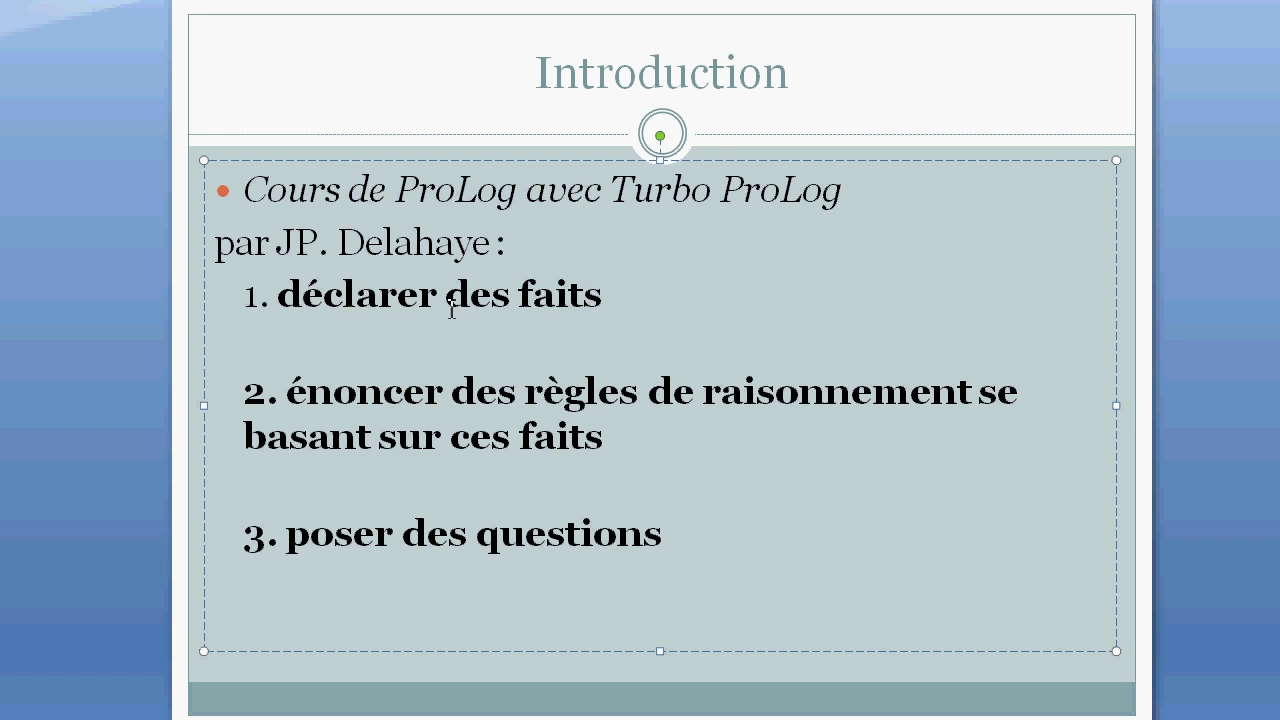 Introduction
Cours de ProLog avec Turbo ProLog
par JP. Delahaye :
1. déclarer des faits
2. énoncer des règles de raisonnement se
basant sur ces faits
3. poser des questions